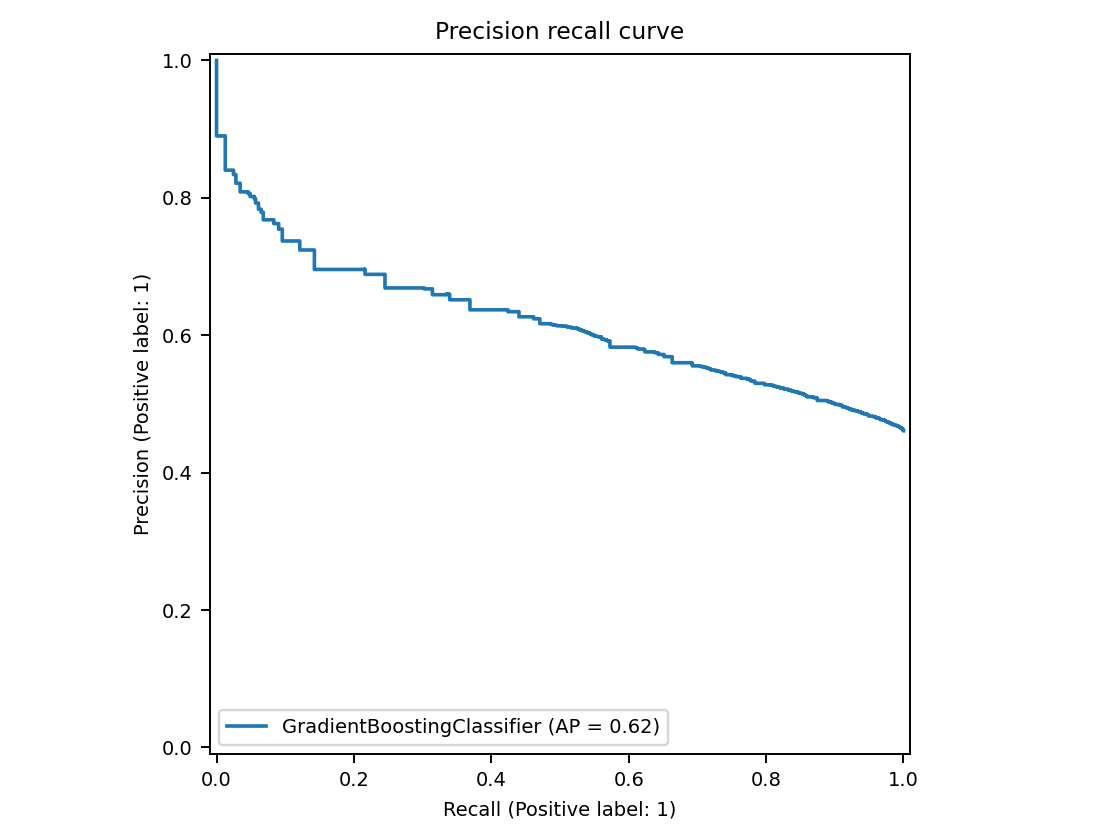 Precision recall curve
1.0
0.8
0.6
0.4
0.2
0.0
Precision (Positive label: 1)
GradientBoostingClassifier (AP = 0.62)
0.0 0.2 0.4 0.6 0.8 1.0
Recall (Positive label: 1)